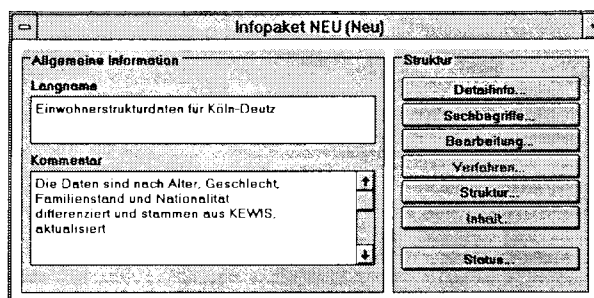 Infopaket NEU (Neu)
Allgemeine Information
Langname
Einwohnerstrukturdaten für Köln-Deutz
Kommentar
Die Daten sind nach Alter, Geschlecht,
Familienstand und Nationalität
differenziert und stammen aus KEWIS,
aktualisiert
Struktur
Detailinfo...
Sachbegriffe...
Bearbeitung...
Verfahren...
Struktur...
Inhalt...
Status...